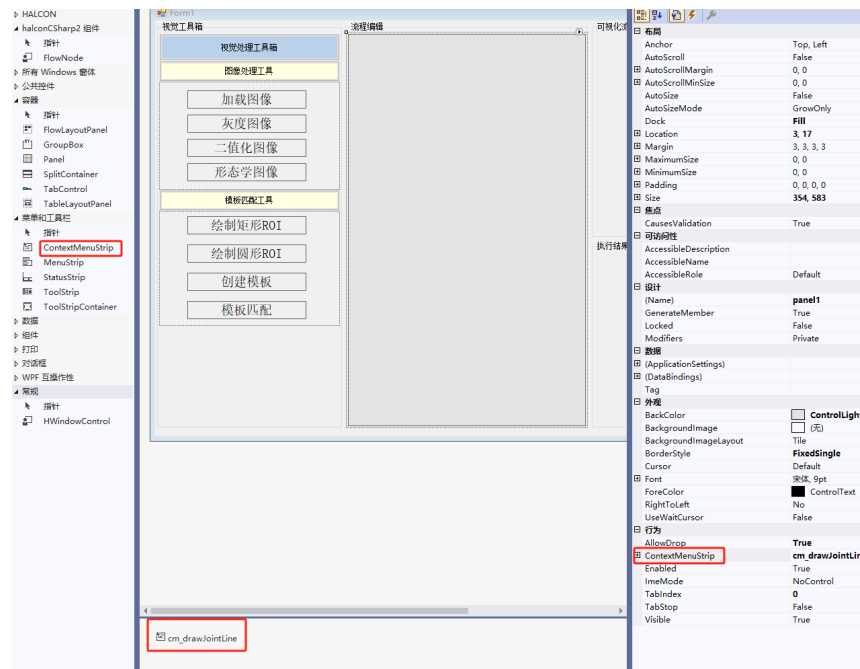 HALCON
halconCSharp2 组件
指针
FlowNode
所有 Windows 窗体
公共控件
容器
指针
FlowLayoutPanel
GroupBox
Panel
SplitContainer
TabControl
TableLayoutPanel
菜单和工具栏
指针
ContextMenuStrip
MenuStrip
StatusStrip
ToolStrip
ToolStripContainer
数据
组件
打印
对话框
WPF 互操作性
常规
指针
HWindowControl
Form1
视觉工具箱
视觉处理工具箱
图像处理工具
加载图像
灰度图像
二值化图像
形态学图像
模板匹配工具
绘制矩形ROI
绘制圆形ROI
创建模板
模板匹配
流程编辑
可视化流
执行结果
cm_drawJointLine
布局
Anchor Top, Left
AutoScroll False
AutoScrollMargin 0, 0
AutoScrollMinSize 0, 0
AutoSize False
AutoSizeMode GrowOnly
Dock Fill
Location 3, 17
Margin 3, 3, 3, 3
MaximumSize 0, 0
MinimumSize 0, 0
Padding 0, 0, 0, 0
Size 354, 583
焦点
CausesValidation True
可访问性
AccessibleDescription
AccessibleName
AccessibleRole Default
设计
(Name) panel1
GenerateMember True
Locked False
Modifiers Private
数据
(ApplicationSettings)
(DataBindings)
Tag
外观
BackColor ControlLight
BackgroundImage (无)
BackgroundImageLayout Tile
BorderStyle FixedSingle
Cursor Default
Font 宋体, 9pt
ForeColor ControlText
RightToLeft No
UseWaitCursor False
行为
AllowDrop True
ContextMenuStrip cm_drawJointLin
Enabled True
ImeMode NoControl
TabIndex 0
TabStop False
Visible True